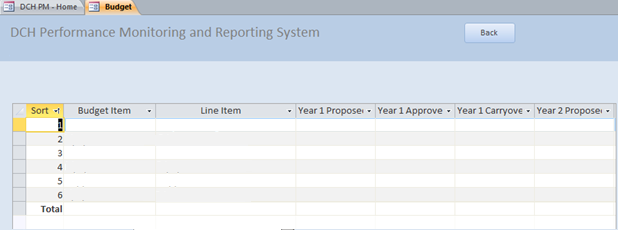 DCH PM - Home Budget
DCH Performance Monitoring and Reporting System Back
Sort Budget Item Line Item Year 1 Propose Year 1 Approve Year 1 Carryove Year 2 Propose
1
2
3
4
5
6
Total